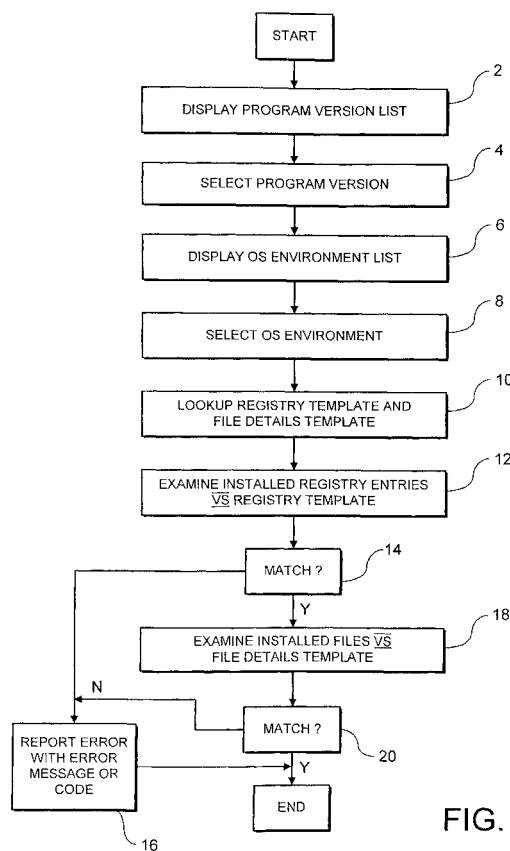 START
2
DISPLAY PROGRAM VERSION LIST
4
SELECT PROGRAM VERSION
6
DISPLAY OS ENVIRONMENT LIST
8
SELECT OS ENVIRONMENT
10
LOOKUP REGISTRY TEMPLATE AND
FILE DETAILS TEMPLATE
12
EXAMINE INSTALLED REGISTRY ENTRIES
VS REGISTRY TEMPLATE
14
MATCH ?
Y
18
EXAMINE INSTALLED FILES VS
FILE DETAILS TEMPLATE
N
MATCH ?
20
REPORT ERROR
WITH ERROR
MESSAGE OR
CODE
Y
16
END
FIG.